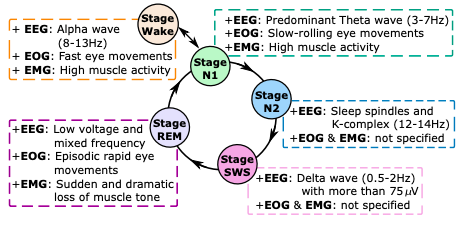 Stage
Wake
+ EEG: Alpha wave
(8-13Hz)
+ EOG: Fast eye movements
+ EMG: High muscle activity
Stage
N1
+EEG: Predominant Theta wave (3-7Hz)
+EOG: Slow-rolling eye movements
+EMG: High muscle activity
Stage
N2
+EEG: Sleep spindles and
K-complex (12-14Hz)
+EOG & EMG: not specified
Stage
SWS
+EEG: Delta wave (0.5-2Hz)
with more than 75μV
+EOG & EMG: not specified
Stage
REM
+EEG: Low voltage and
mixed frequency
+EOG: Episodic rapid eye
movements
+EMG: Sudden and dramatic
loss of muscle tone